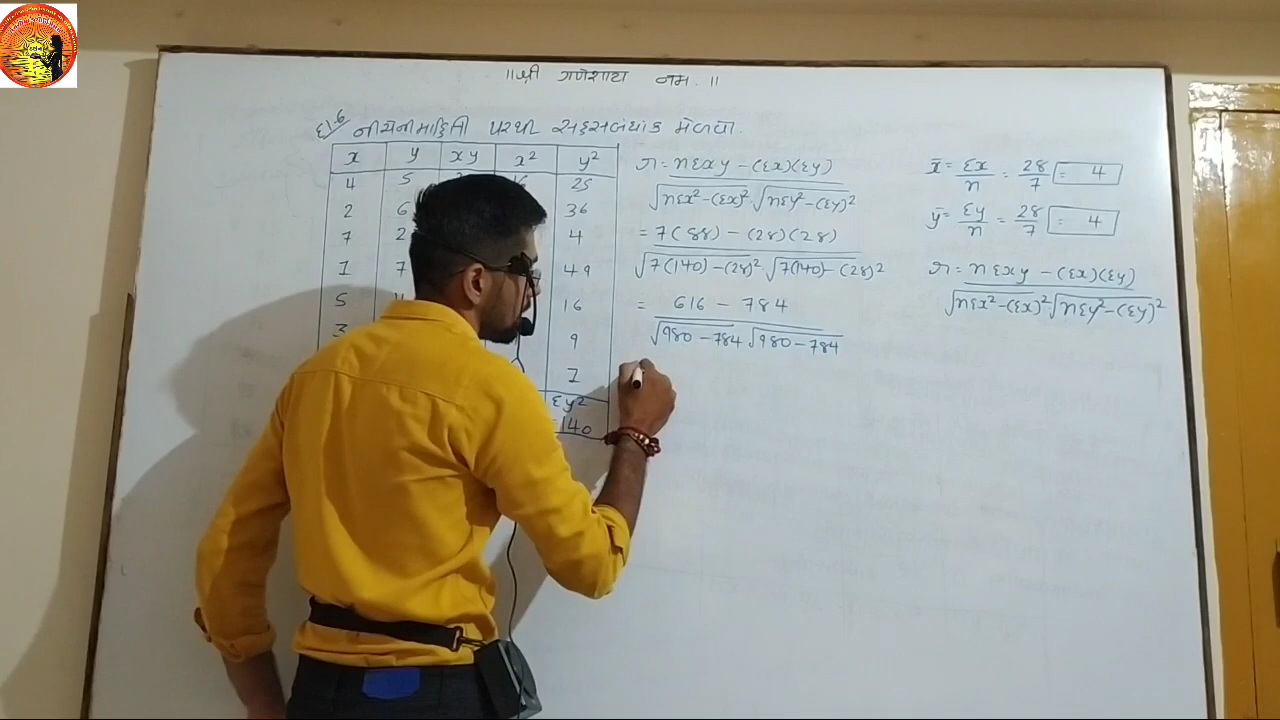 ॥ श्री गणेशाय नमः ॥
દા/6 નીચેની માહિતી પરથી સહસંબંધાંક મેળવો.
x y xy x² y²
4 5 16 25
2 6 36
7 2 4
1 7 49
5 16
3 9
1
Σy²
=140
r = nΣxy - (Σx)(Σy)
√nΣx²-(Σx)² · √nΣy²-(Σy)²
= 7(88) - (28)(28)
√7(140)-(28)² √7(140)-(28)²
= 616 - 784
√980-784 √980-784
x̄ = Σx/n = 28/7 = 4
ȳ = Σy/n = 28/7 = 4
r = nΣxy - (Σx)(Σy)
√nΣx²-(Σx)² √nΣy²-(Σy)²